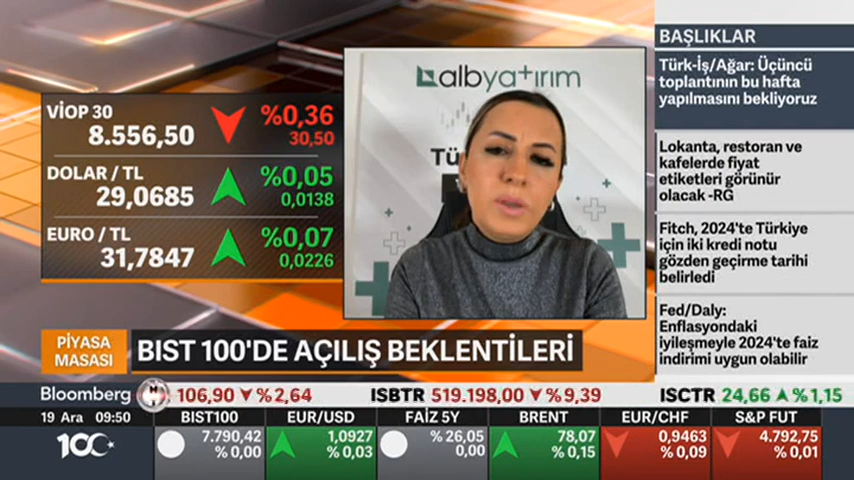 BAŞLIKLAR
Türk-İş/Ağar: Üçüncü
toplantının bu hafta
yapılmasını bekliyoruz
Lokanta, restoran ve
kafelerde fiyat
etiketleri görünür
olacak -RG
Fitch, 2024'te Türkiye
için iki kredi notu
gözden geçirme tarihi
belirledi
Fed/Daly:
Enflasyondaki
iyileşmeyle 2024'te faiz
indirimi uygun olabilir
albyatırım
VİOP 30
8.556,50 %0,36
30,50
DOLAR / TL
29,0685 %0,05
0,0138
EURO / TL
31,7847 %0,07
0,0226
PİYASA
MASASI
BIST 100'DE AÇILIŞ BEKLENTİLERİ
Bloomberg HT 106,90 %2,64 ISBTR 519.198,00 %9,39 ISCTR 24,66 %1,15
19 Ara 09:50 BIST100 EUR/USD FAİZ 5Y BRENT EUR/CHF S&P FUT
100 7.790,42 1,0927 % 26,05 78,07 0,9463 4.792,75
% 0,00 % 0,03 0,00 % 0,15 % 0,09 % 0,01